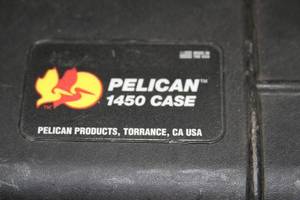 PELICAN™
1450 CASE
PELICAN PRODUCTS, TORRANCE, CA USA